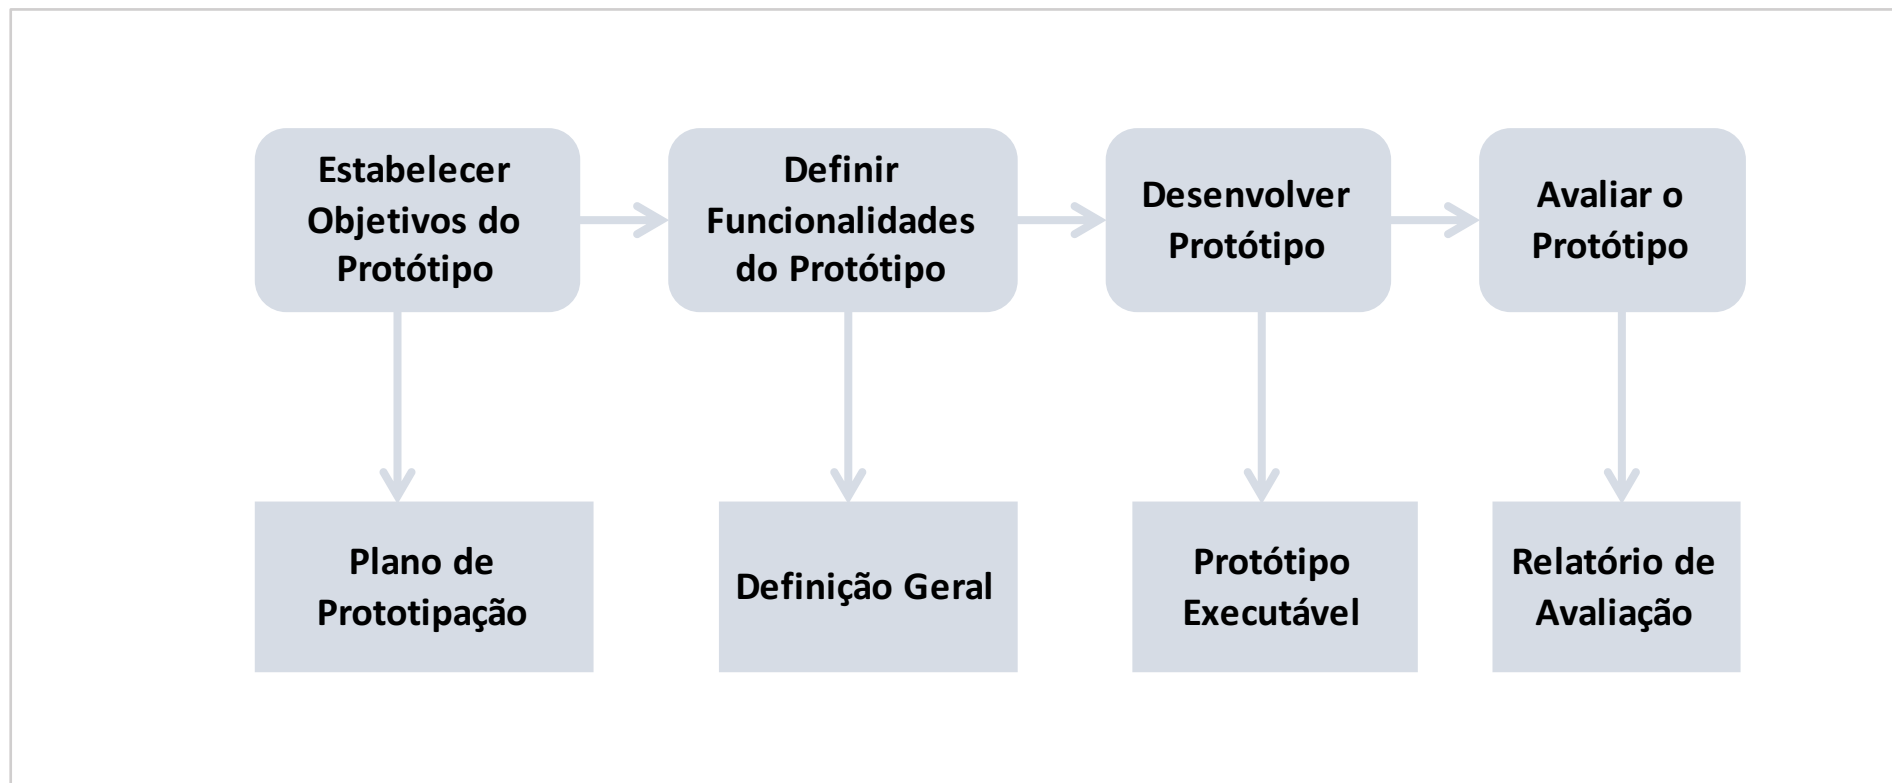 Estabelecer
Objetivos do
Protótipo
Definir
Funcionalidades
do Protótipo
Desenvolver
Protótipo
Avaliar o
Protótipo
Plano de
Prototipação
Definição Geral
Protótipo
Executável
Relatório de
Avaliação